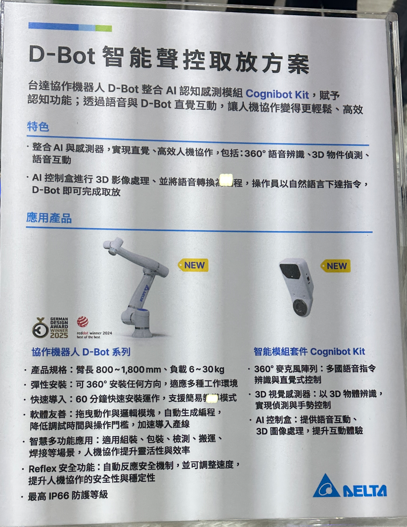 D-Bot 智能聲控取放方案
台達協作機器人 D-Bot 整合 AI 認知感測模組 Cognibot Kit，賦予
認知功能；透過語音與 D-Bot 直覺互動，讓人機協作變得更輕鬆、高效
特色
・整合 AI 與感測器，實現直覺、高效人機協作，包括：360° 語音辨識、3D 物件偵測、
語音互動
・AI 控制盒進行 3D 影像處理、並將語音轉換 程，操作員以自然語言下達指令，
D-Bot 即可完成取放
應用產品
NEW
NEW
GERMAN
DESIGN
AWARD
WINNER
2025
reddot winner 2024
best of the best
協作機器人 D-Bot 系列
・產品規格：臂長 800~1,800mm、負載 6~30kg
・彈性安裝：可 360° 安裝任何方向，適應多種工作環境
・快速導入：60 分鐘快速安裝運作，支援簡易 模式
・軟體友善：拖曳動作與邏輯模塊，自動生成編程，
降低調試時間與操作門檻，加速導入產線
・智慧多功能應用：適用組裝、包裝、檢測、搬運、
焊接等場景，人機協作提升靈活性與效率
・Reflex 安全功能：自動反應安全機制，並可調整速度，
提升人機協作的安全性與穩定性
・最高 IP66 防護等級
智能模組套件 Cognibot Kit
・360° 麥克風陣列：多國語音指令
辨識與直覺式控制
・3D 視覺感測器：以 3D 物體辨識，
實現偵測與手勢控制
・AI 控制盒：提供語音互動、
3D 圖像處理，提升互動體驗
DELTA